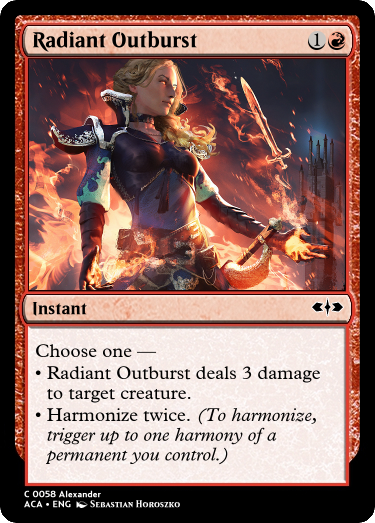 Radiant Outburst 1
Instant
Choose one —
• Radiant Outburst deals 3 damage
to target creature.
• Harmonize twice. (To harmonize,
trigger up to one harmony of a
permanent you control.)
C 0058 Alexander
ACA • ENG Sebastian Horoszko